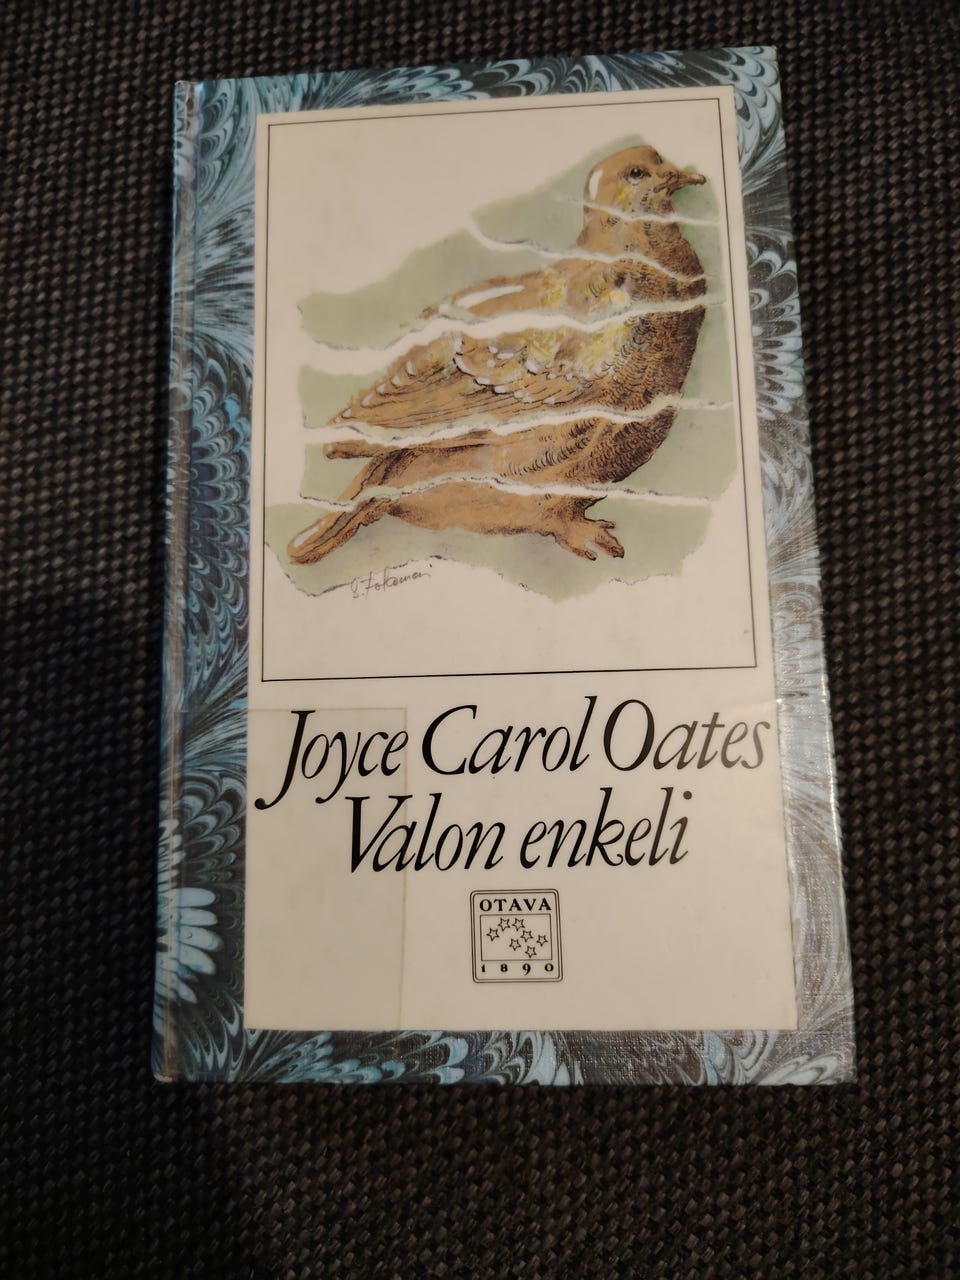 Joyce Carol Oates
Valon enkeli
OTAVA
1890